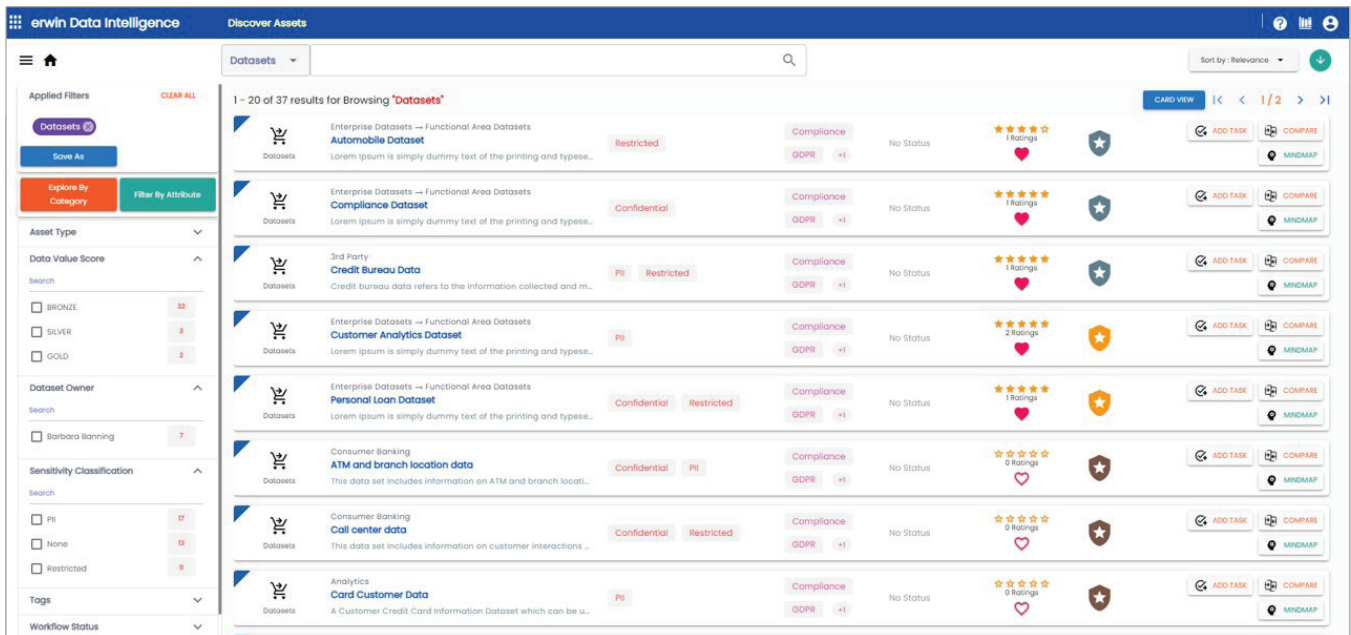 erwin Data Intelligence
Discover Assets
Datasets
Sort by : Relevance
Applied Filters
CLEAR ALL
Datasets
Save As
Explore By Category
Filter By Attribute
Asset Type
Data Value Score
Search
BRONZE
SILVER
GOLD
Dataset Owner
Search
Barbara Banning 7
Sensitivity Classification
Search
PII 17
None 13
Restricted
Tags
Workflow Status
1 - 20 of 37 results for Browsing "Datasets"
CARD VIEW
1 / 2
Datasets
Enterprise Datasets → Functional Area Datasets
Automobile Dataset
Lorem Ipsum is simply dummy text of the printing and typese...
Restricted
Compliance
GDPR +1
No Status
1 Ratings
ADD TASK
COMPARE
MINDMAP
Datasets
Enterprise Datasets → Functional Area Datasets
Compliance Dataset
Lorem Ipsum is simply dummy text of the printing and typese...
Confidential
Compliance
GDPR +1
No Status
1 Ratings
ADD TASK
COMPARE
MINDMAP
Datasets
3rd Party
Credit Bureau Data
Credit bureau data refers to the information collected and m...
PII Restricted
Compliance
GDPR +1
No Status
1 Ratings
ADD TASK
COMPARE
MINDMAP
Datasets
Enterprise Datasets → Functional Area Datasets
Customer Analytics Dataset
Lorem Ipsum is simply dummy text of the printing and typese...
PII
Compliance
GDPR +1
No Status
2 Ratings
ADD TASK
COMPARE
MINDMAP
Datasets
Enterprise Datasets → Functional Area Datasets
Personal Loan Dataset
Lorem Ipsum is simply dummy text of the printing and typese...
Confidential Restricted
Compliance
GDPR +1
No Status
1 Ratings
ADD TASK
COMPARE
MINDMAP
Datasets
Consumer Banking
ATM and branch location data
This data set includes information on ATM and branch locati...
Confidential PII
Compliance
GDPR +1
No Status
0 Ratings
ADD TASK
COMPARE
MINDMAP
Datasets
Consumer Banking
Call center data
This data set includes information on customer interactions ...
Confidential Restricted
Compliance
GDPR +1
No Status
0 Ratings
ADD TASK
COMPARE
MINDMAP
Datasets
Analytics
Card Customer Data
A Customer Credit Card Information Dataset which can be u...
PII
Compliance
GDPR +1
No Status
0 Ratings
ADD TASK
COMPARE
MINDMAP